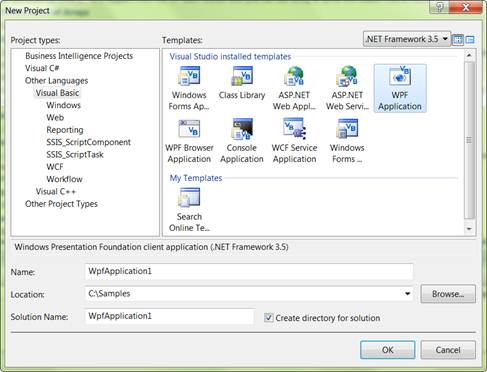 New Project
Project types:
Templates:
.NET Framework 3.5
Business Intelligence Projects
Visual C#
Other Languages
Visual Basic
Windows
Web
Reporting
SSIS_ScriptComponent
SSIS_ScriptTask
WCF
Workflow
Visual C++
Other Project Types
Visual Studio installed templates
Windows Forms Ap...
Class Library
ASP.NET Web Appl...
ASP.NET Web Servi...
WPF Application
WPF Browser Application
Console Application
WCF Service Application
Windows Forms ...
My Templates
Search Online Te...
Windows Presentation Foundation client application (.NET Framework 3.5)
Name:
WpfApplication1
Location:
C:\Samples
Browse...
Solution Name:
WpfApplication1
Create directory for solution
OK
Cancel